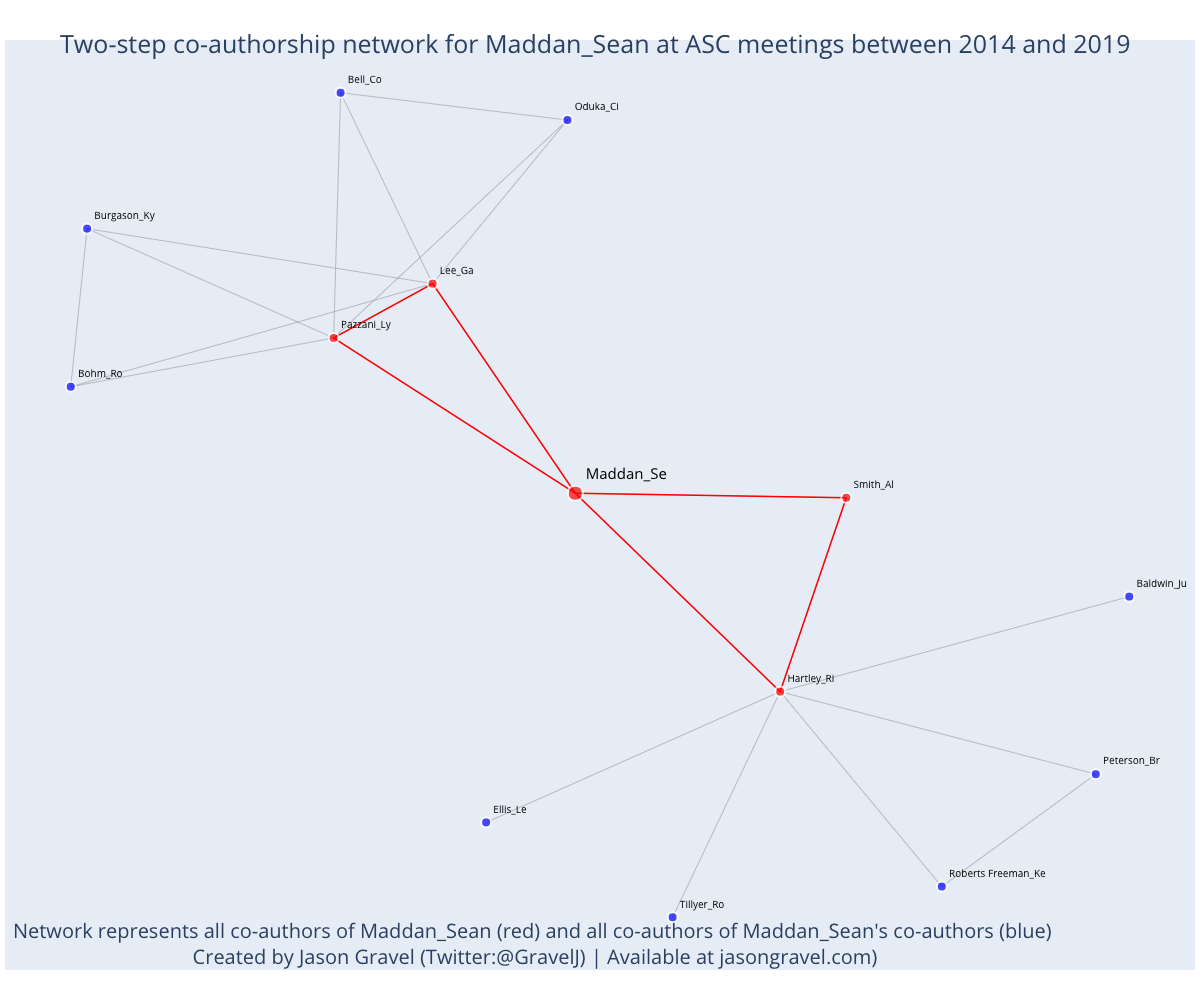 Two-step co-authorship network for Maddan_Sean at ASC meetings between 2014 and 2019
Bell_Co
Oduka_Ci
Burgason_Ky
Lee_Ga
Pazzani_Ly
Bohm_Ro
Maddan_Se
Smith_Al
Baldwin_Ju
Hartley_Ri
Peterson_Br
Ellis_Le
Roberts Freeman_Ke
Tillyer_Ro
Network represents all co-authors of Maddan_Sean (red) and all co-authors of Maddan_Sean's co-authors (blue)
Created by Jason Gravel (Twitter:@GravelJ) | Available at jasongravel.com)